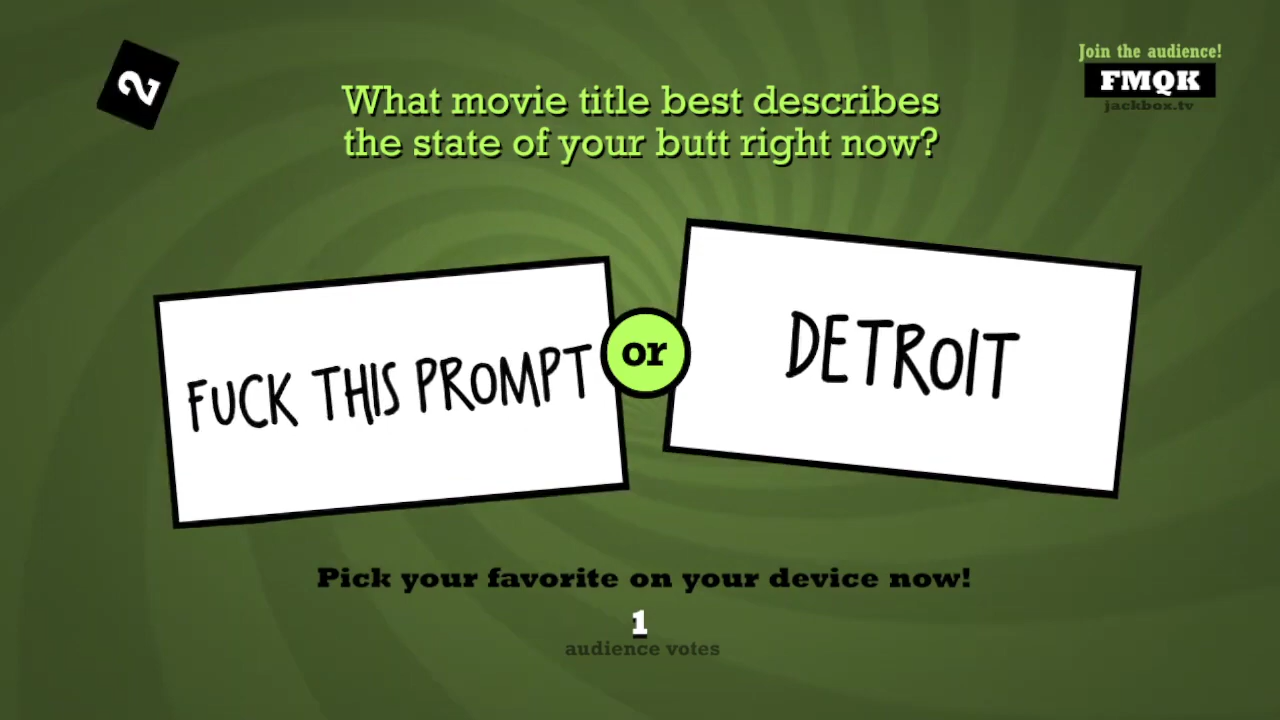 2
Join the audience!
FMQK
jackbox.tv
What movie title best describes
the state of your butt right now?
FUCK THIS PROMPT
or
DETROIT
Pick your favorite on your device now!
1
audience votes